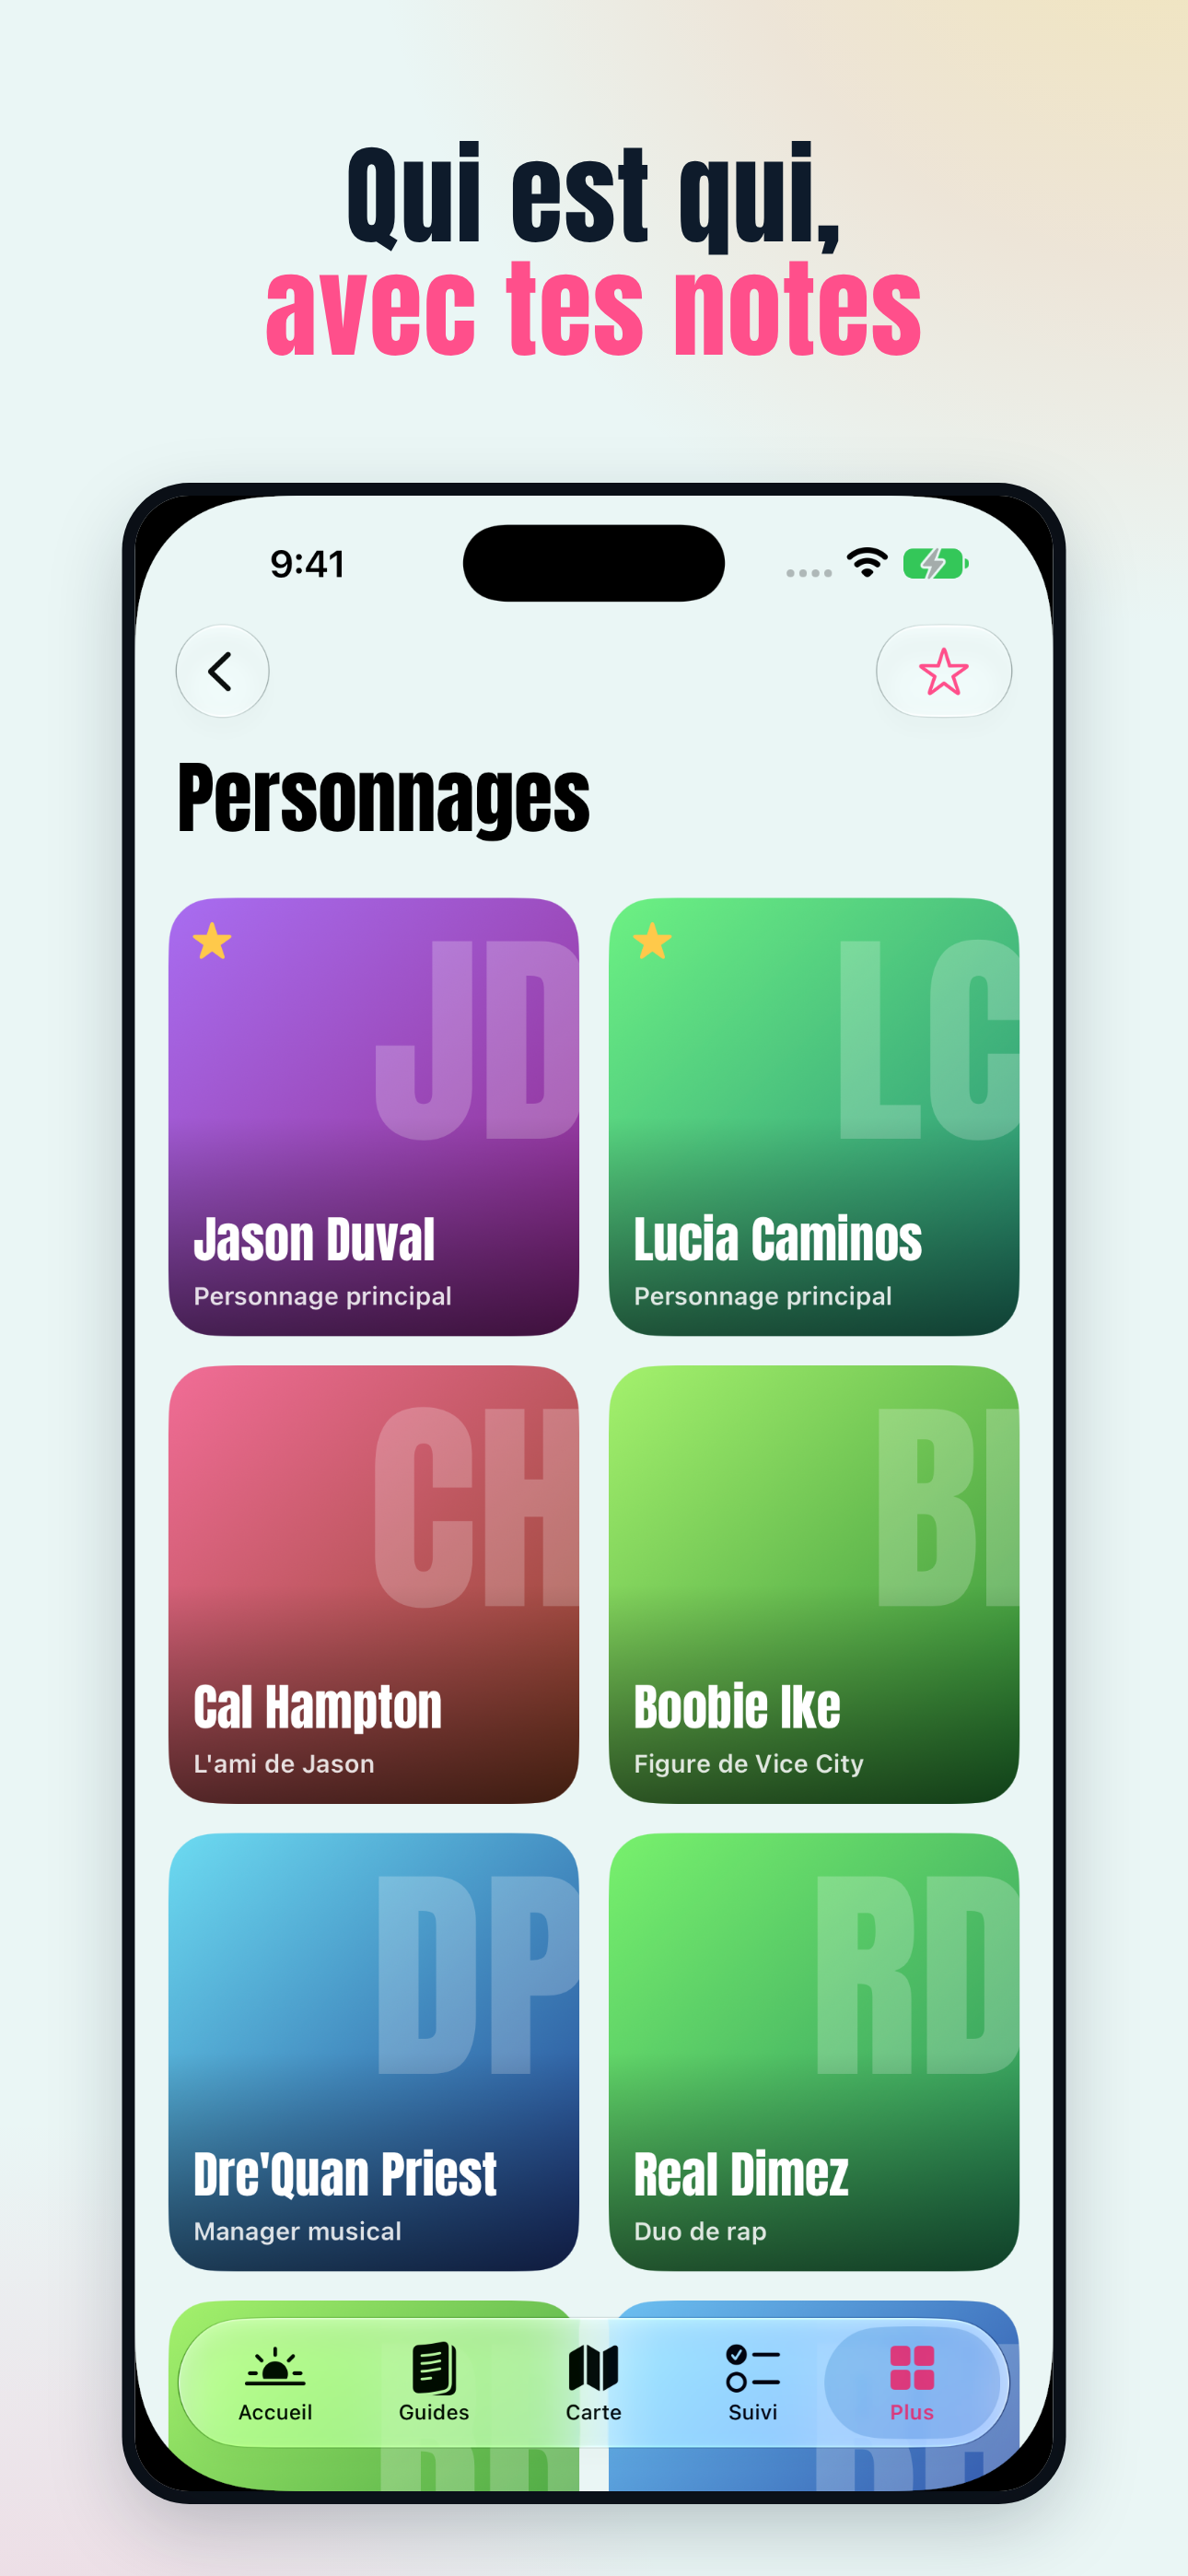 Qui est qui,
avec tes notes
9:41
Personnages
JD
LC
Jason Duval
Personnage principal
Lucia Caminos
Personnage principal
CH
BI
Cal Hampton
L'ami de Jason
Boobie Ike
Figure de Vice City
DP
RD
Dre'Quan Priest
Manager musical
Real Dimez
Duo de rap
Accueil
Guides
Carte
Suivi
Plus